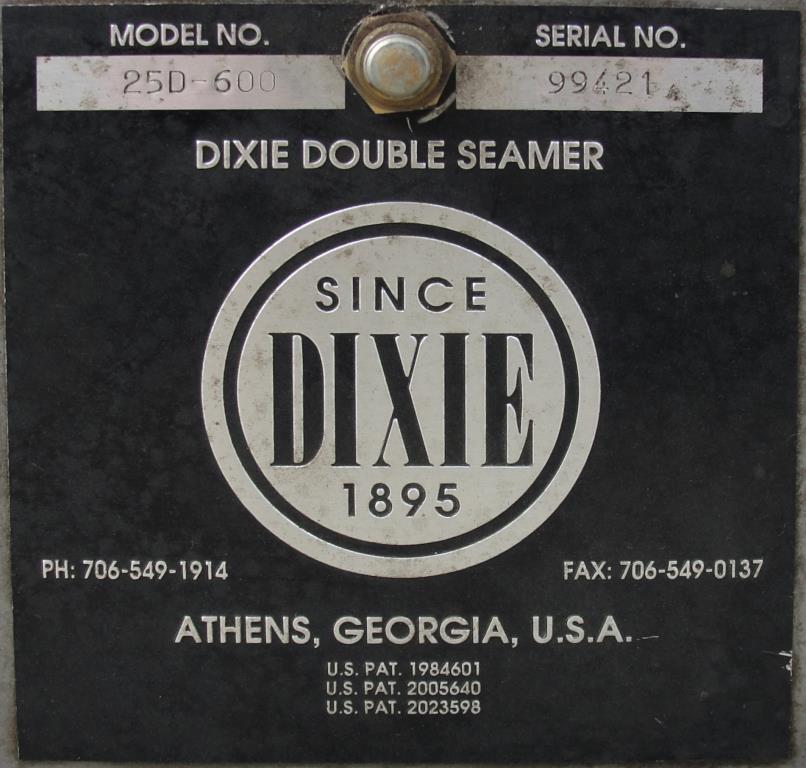 MODEL NO.
SERIAL NO.
25D-600
99421
DIXIE DOUBLE SEAMER
SINCE
DIXIE
1895
PH: 706-549-1914
FAX: 706-549-0137
ATHENS, GEORGIA, U.S.A.
U.S. PAT. 1984601
U.S. PAT. 2005640
U.S. PAT. 2023598